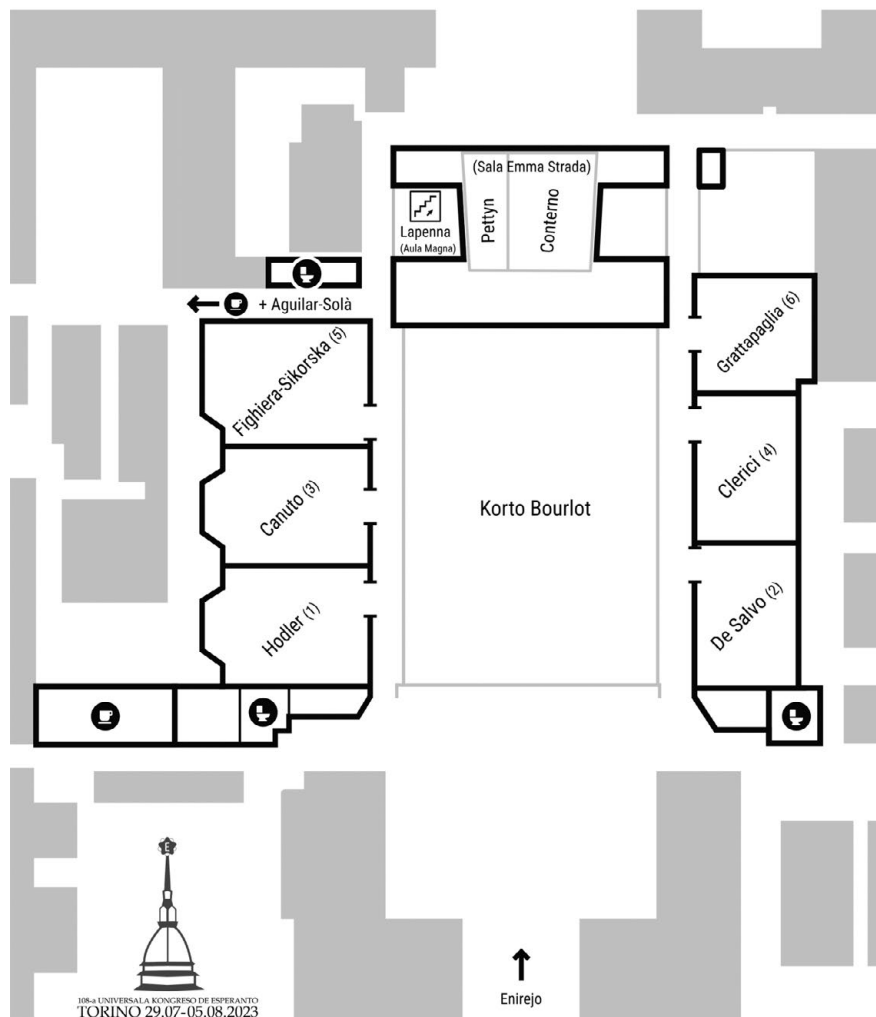 (Sala Emma Strada)
Pettyn
Conterno
Lapenna
(Aula Magna)
+ Aguilar-Solà
Fighiera-Sikorska (5)
Grattapaglia (6)
Canuto (3)
Korto Bourlot
Clerici (4)
Hodler (1)
De Salvo (2)
E
108-a UNIVERSALA KONGRESO DE ESPERANTO
TORINO 29.07-05.08.2023
Enirejo